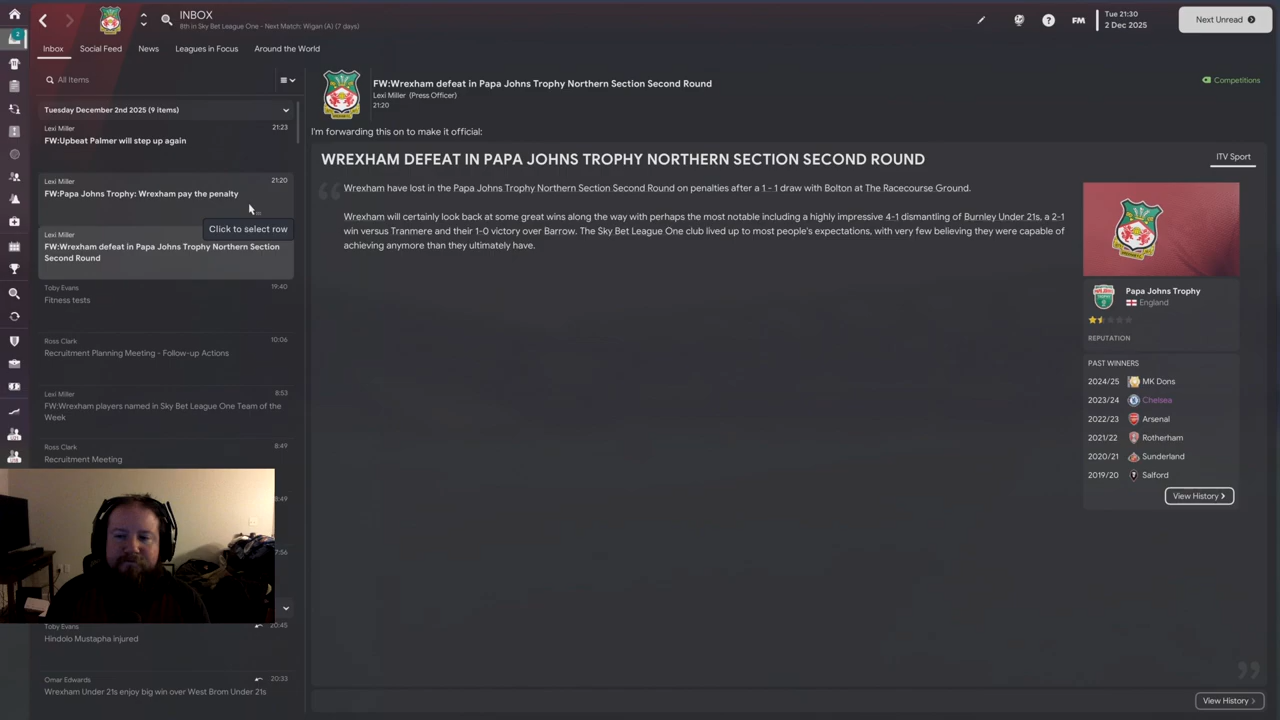 INBOX
8th in Sky Bet League One - Next Match: Wigan (A) (7 days)
FM
Tue 21:30
2 Dec 2025
Next Unread
2
Inbox
Social Feed
News
Leagues in Focus
Around the World
All Items
Tuesday December 2nd 2025 (9 items)
Lexi Miller
21:23
FW:Upbeat Palmer will step up again
Lexi Miller
21:20
FW:Papa Johns Trophy: Wrexham pay the penalty
Click to select row
Lexi Miller
FW:Wrexham defeat in Papa Johns Trophy Northern Section
Second Round
Toby Evans
19:40
Fitness tests
Ross Clark
10:06
Recruitment Planning Meeting - Follow-up Actions
Lexi Miller
8:53
FW:Wrexham players named in Sky Bet League One Team of the
Week
Ross Clark
8:49
Recruitment Meeting
8:49
7:56
Toby Evans
20:45
Hindolo Mustapha injured
Omar Edwards
20:33
Wrexham Under 21s enjoy big win over West Brom Under 21s
FW:Wrexham defeat in Papa Johns Trophy Northern Section Second Round
Lexi Miller (Press Officer)
21:20
Competitions
I'm forwarding this on to make it official:
WREXHAM DEFEAT IN PAPA JOHNS TROPHY NORTHERN SECTION SECOND ROUND
ITV Sport
Wrexham have lost in the Papa Johns Trophy Northern Section Second Round on penalties after a 1 - 1 draw with Bolton at The Racecourse Ground.
Wrexham will certainly look back at some great wins along the way with perhaps the most notable including a highly impressive 4-1 dismantling of Burnley Under 21s, a 2-1
win versus Tranmere and their 1-0 victory over Barrow. The Sky Bet League One club lived up to most people's expectations, with very few believing they were capable of
achieving anymore than they ultimately have.
Papa Johns Trophy
England
REPUTATION
PAST WINNERS
2024/25 MK Dons
2023/24 Chelsea
2022/23 Arsenal
2021/22 Rotherham
2020/21 Sunderland
2019/20 Salford
View History
View History